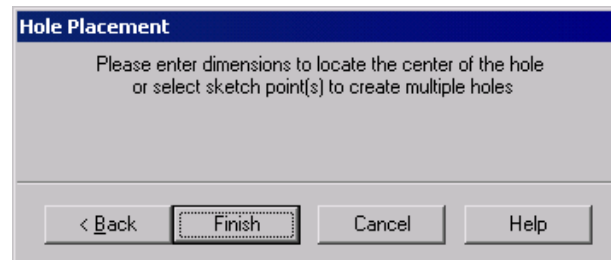 Hole Placement
Please enter dimensions to locate the center of the hole
or select sketch point(s) to create multiple holes
< Back Finish Cancel Help